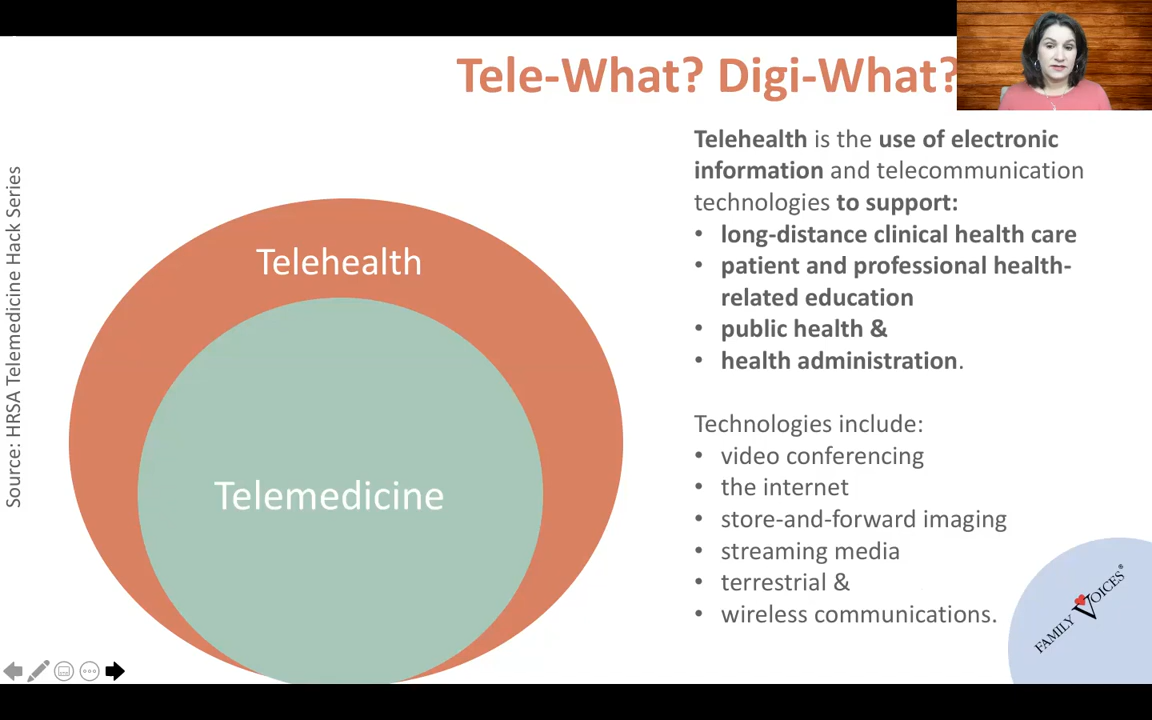 Tele-What? Digi-What?
Source: HRSA Telemedicine Hack Series
Telehealth
Telemedicine
Telehealth is the use of electronic
information and telecommunication
technologies to support:
• long-distance clinical health care
• patient and professional health-
related education
• public health &
• health administration.
Technologies include:
• video conferencing
• the internet
• store-and-forward imaging
• streaming media
• terrestrial &
• wireless communications.
FAMILY VOICES®